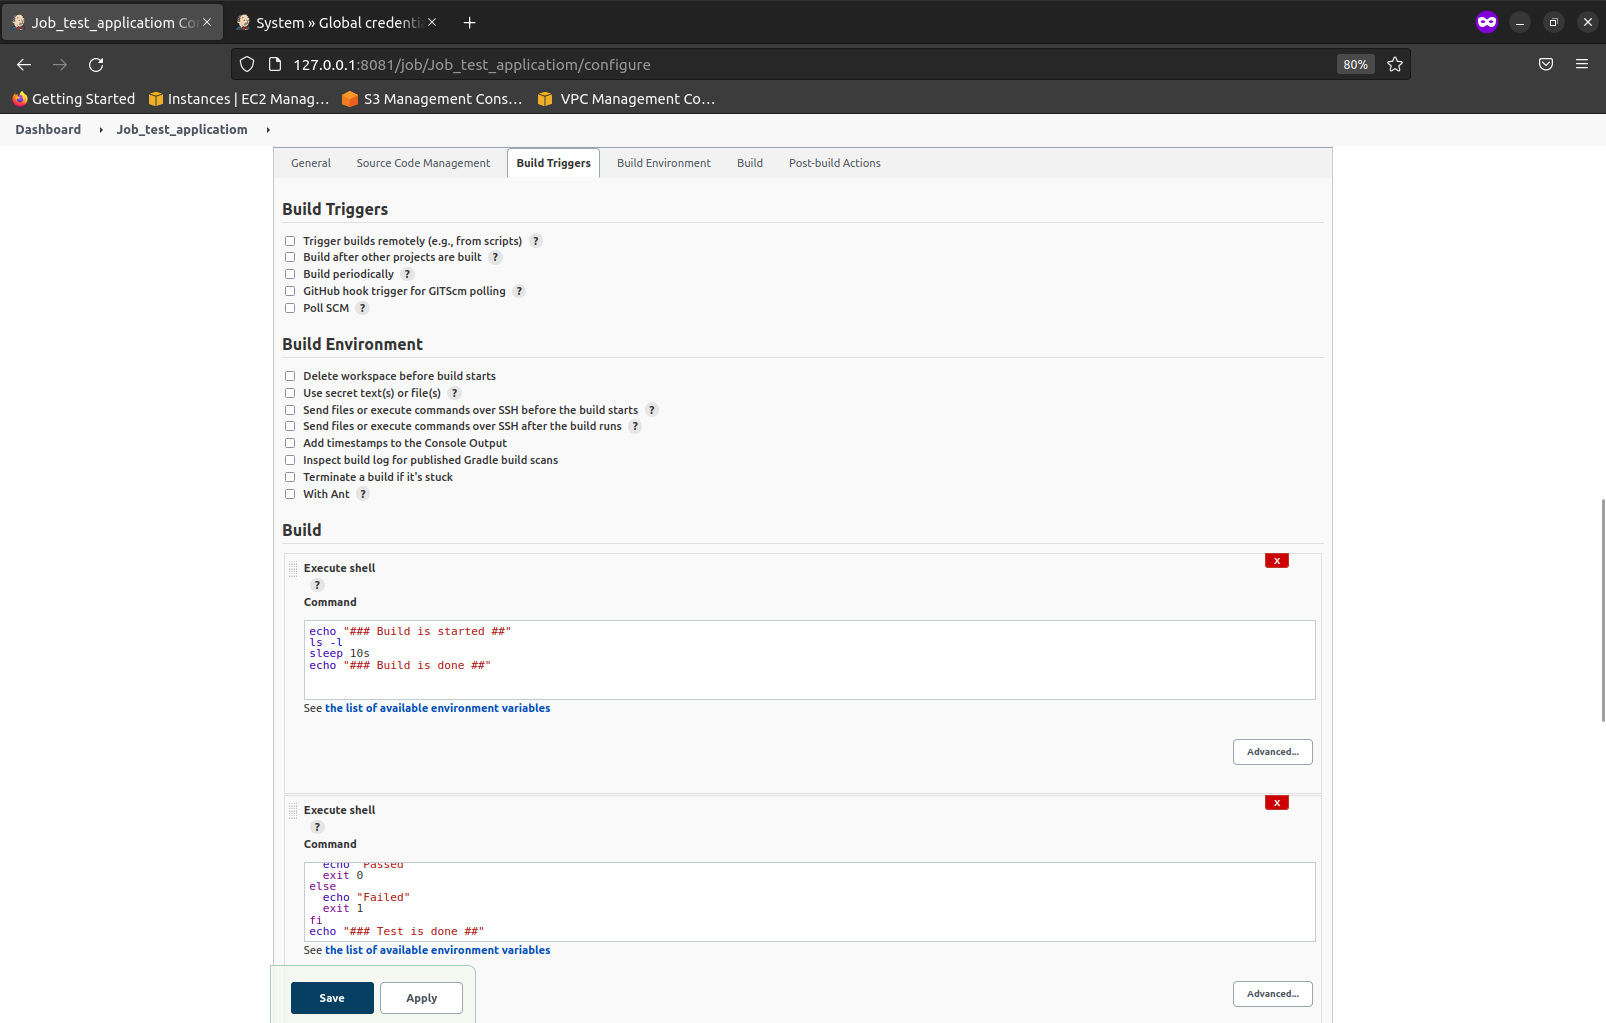 Job_test_applicatiom Co
System » Global credenti
127.0.0.1:8081/job/Job_test_applicatiom/configure
80%
Getting Started
Instances | EC2 Manag…
S3 Management Cons…
VPC Management Co…
Dashboard
Job_test_applicatiom
General
Source Code Management
Build Triggers
Build Environment
Build
Post-build Actions
Build Triggers
Trigger builds remotely (e.g., from scripts) ?
Build after other projects are built ?
Build periodically ?
GitHub hook trigger for GITScm polling ?
Poll SCM ?
Build Environment
Delete workspace before build starts
Use secret text(s) or file(s) ?
Send files or execute commands over SSH before the build starts ?
Send files or execute commands over SSH after the build runs ?
Add timestamps to the Console Output
Inspect build log for published Gradle build scans
Terminate a build if it's stuck
With Ant ?
Build
X
Execute shell
?
Command
echo "### Build is started ##"
ls -l
sleep 10s
echo "### Build is done ##"
See the list of available environment variables
Advanced...
X
Execute shell
?
Command
echo "Passed"
exit 0
else
echo "Failed"
exit 1
fi
echo "### Test is done ##"
See the list of available environment variables
Save
Apply
Advanced...